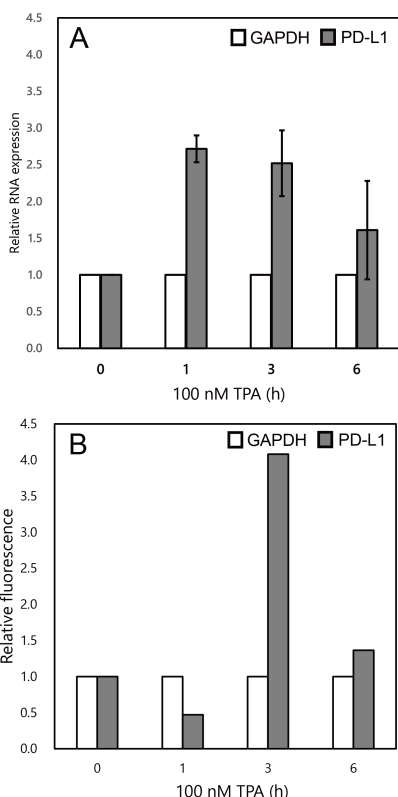 A
GAPDH PD-L1
4.5
4.0
3.5
3.0
2.5
2.0
1.5
1.0
0.5
0.0
Relative RNA expression
0 1 3 6
100 nM TPA (h)
B
GAPDH PD-L1
4.5
4.0
3.5
3.0
2.5
2.0
1.5
1.0
0.5
0.0
Relative fluorescence
0 1 3 6
100 nM TPA (h)